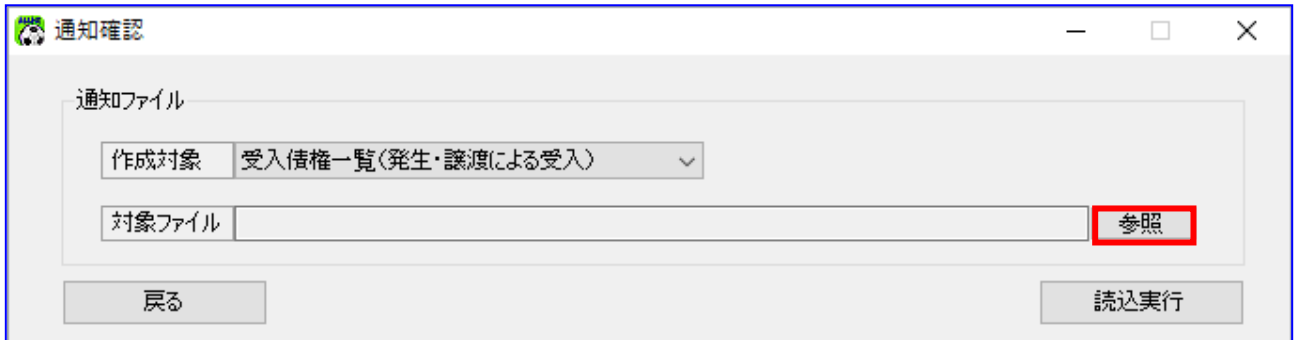 通知確認
通知ファイル
作成対象 受入債権一覧(発生・譲渡による受入)
対象ファイル 参照
戻る 読込実行